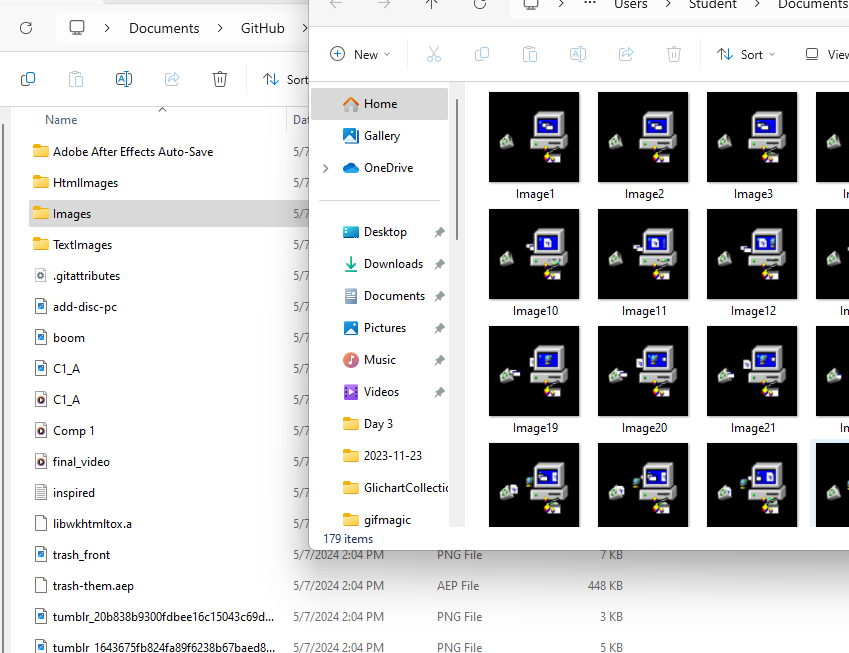 Documents > GitHub >
Sort
Name
Adobe After Effects Auto-Save 5/7
HtmlImages 5/7
Images 5/7
TextImages 5/7
.gitattributes 5/7
add-disc-pc 5/7
boom 5/7
C1_A 5/7
C1_A 5/7
Comp 1 5/7
final_video 5/7
inspired 5/7
libwkhtmltox.a 5/7
trash_front 5/7/2024 2:04 PM PNG File 7 KB
trash-them.aep 5/7/2024 2:04 PM AEP File 448 KB
tumblr_20b838b9300fdbee16c15043c69d... 5/7/2024 2:04 PM PNG File 3 KB
tumblr_1643675fb824fa89f6238b67baed8... 5/7/2024 2:04 PM PNG File 5 KB
... Users > Student > Documents
New Sort View
Home
Gallery
OneDrive
Desktop
Downloads
Documents
Pictures
Music
Videos
Day 3
2023-11-23
GlichartCollectio
gifmagic
Image1 Image2 Image3
Image10 Image11 Image12
Image19 Image20 Image21
179 items